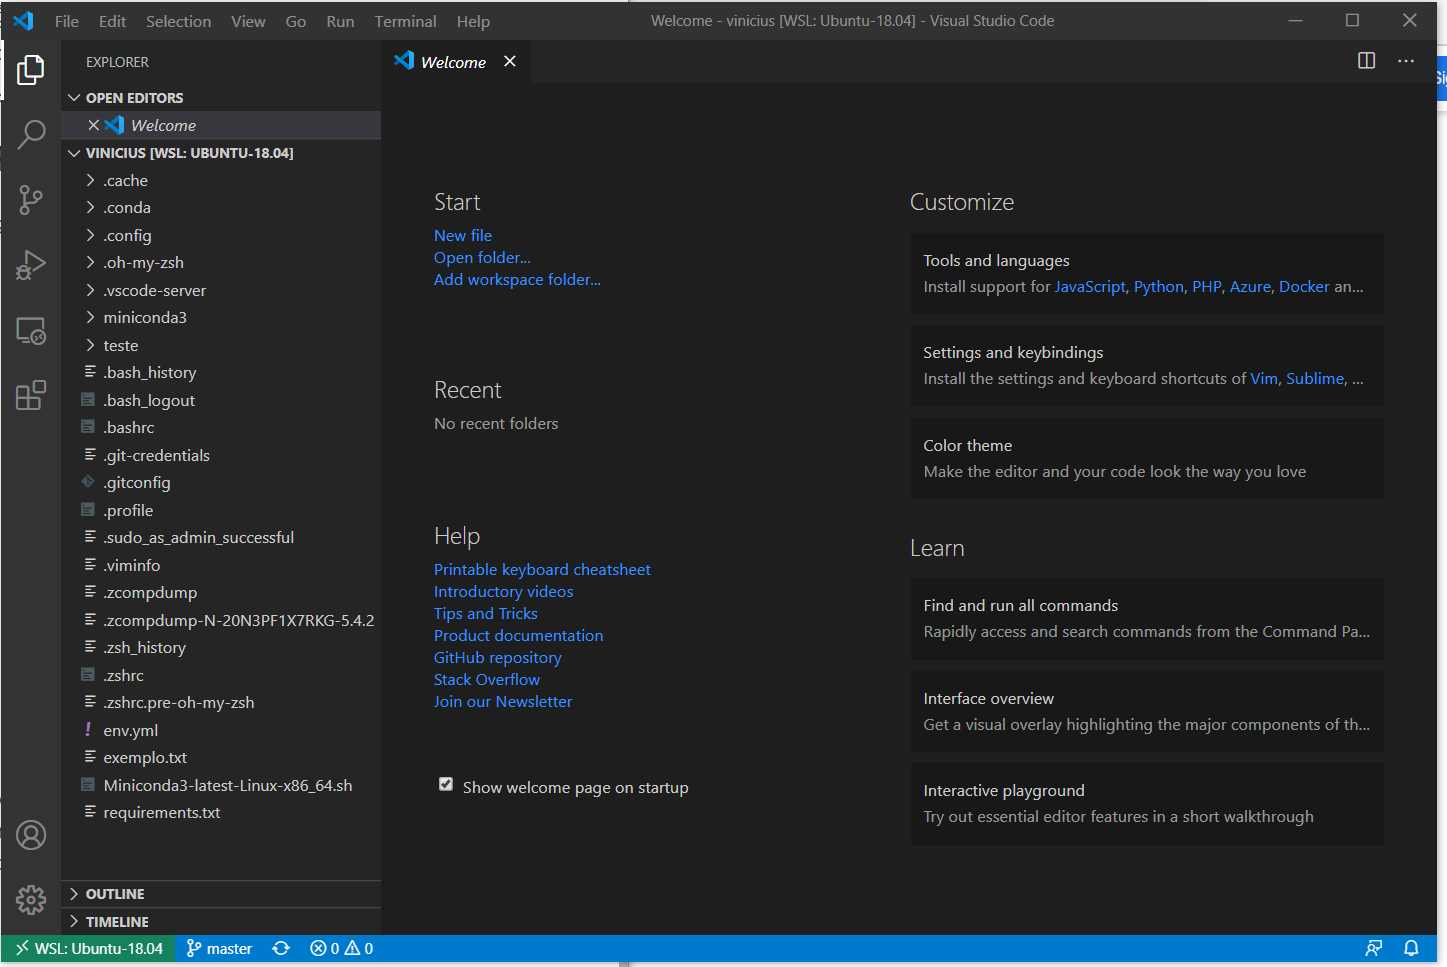 File Edit Selection View Go Run Terminal Help
Welcome - vinicius [WSL: Ubuntu-18.04] - Visual Studio Code
EXPLORER
OPEN EDITORS
Welcome
VINICIUS [WSL: UBUNTU-18.04]
.cache
.conda
.config
.oh-my-zsh
.vscode-server
miniconda3
teste
.bash_history
.bash_logout
.bashrc
.git-credentials
.gitconfig
.profile
.sudo_as_admin_successful
.viminfo
.zcompdump
.zcompdump-N-20N3PF1X7RKG-5.4.2
.zsh_history
.zshrc
.zshrc.pre-oh-my-zsh
env.yml
exemplo.txt
Miniconda3-latest-Linux-x86_64.sh
requirements.txt
OUTLINE
TIMELINE
Welcome
Start
New file
Open folder...
Add workspace folder...
Recent
No recent folders
Help
Printable keyboard cheatsheet
Introductory videos
Tips and Tricks
Product documentation
GitHub repository
Stack Overflow
Join our Newsletter
Show welcome page on startup
Customize
Tools and languages
Install support for JavaScript, Python, PHP, Azure, Docker an...
Settings and keybindings
Install the settings and keyboard shortcuts of Vim, Sublime, ...
Color theme
Make the editor and your code look the way you love
Learn
Find and run all commands
Rapidly access and search commands from the Command Pa...
Interface overview
Get a visual overlay highlighting the major components of th...
Interactive playground
Try out essential editor features in a short walkthrough
WSL: Ubuntu-18.04 master 0 0